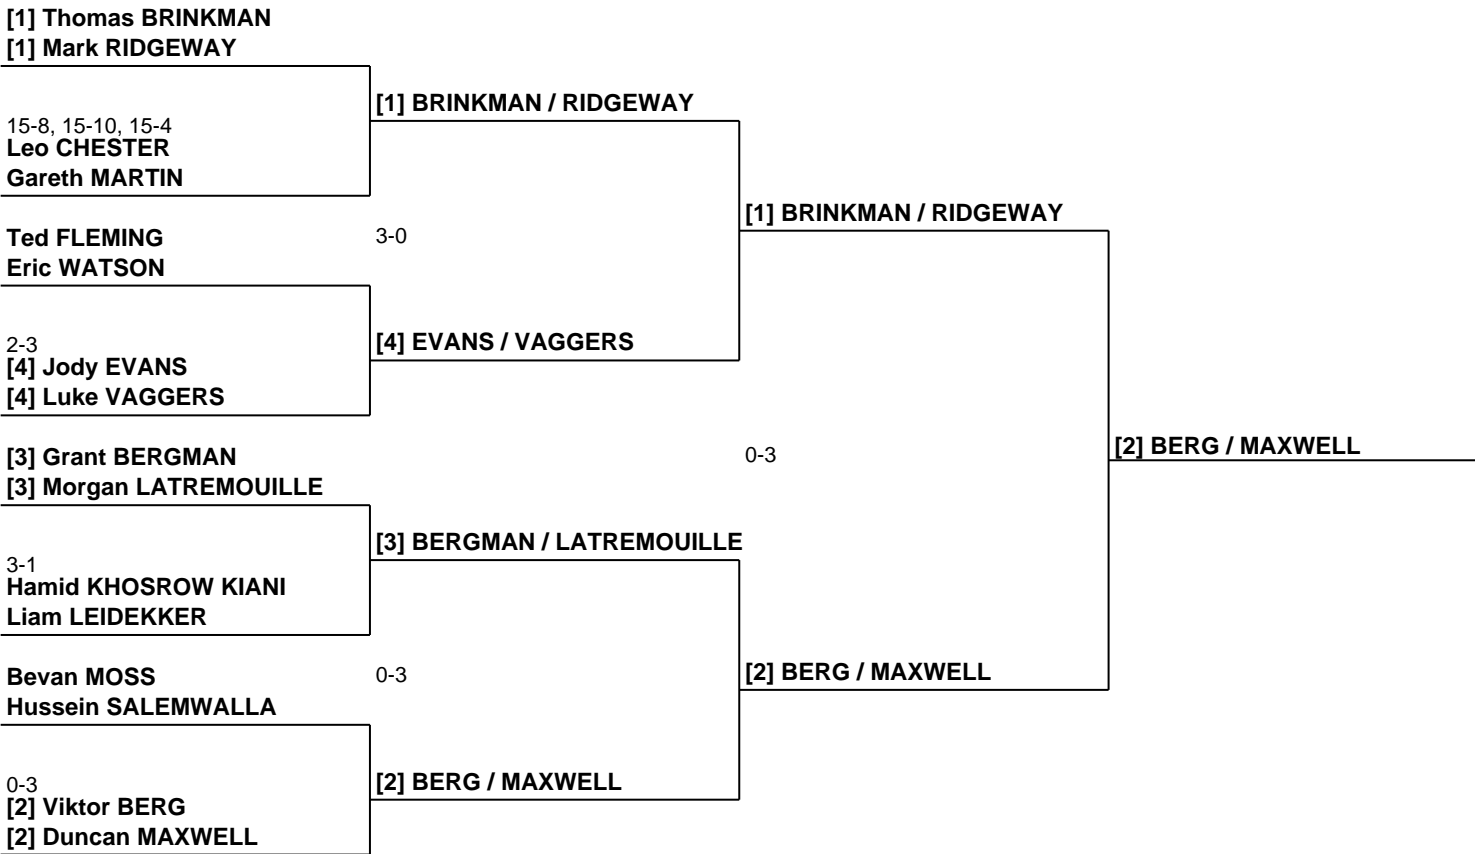 [1] Thomas BRINKMAN
[1] Mark RIDGEWAY
15-8, 15-10, 15-4
Leo CHESTER
Gareth MARTIN
Ted FLEMING
Eric WATSON
2-3
[4] Jody EVANS
[4] Luke VAGGERS
[3] Grant BERGMAN
[3] Morgan LATREMOUILLE
3-1
Hamid KHOSROW KIANI
Liam LEIDEKKER
Bevan MOSS
Hussein SALEMWALLA
0-3
[2] Viktor BERG
[2] Duncan MAXWELL
[1] BRINKMAN / RIDGEWAY
3-0
[4] EVANS / VAGGERS
[3] BERGMAN / LATREMOUILLE
0-3
[2] BERG / MAXWELL
[1] BRINKMAN / RIDGEWAY
0-3
[2] BERG / MAXWELL
[2] BERG / MAXWELL